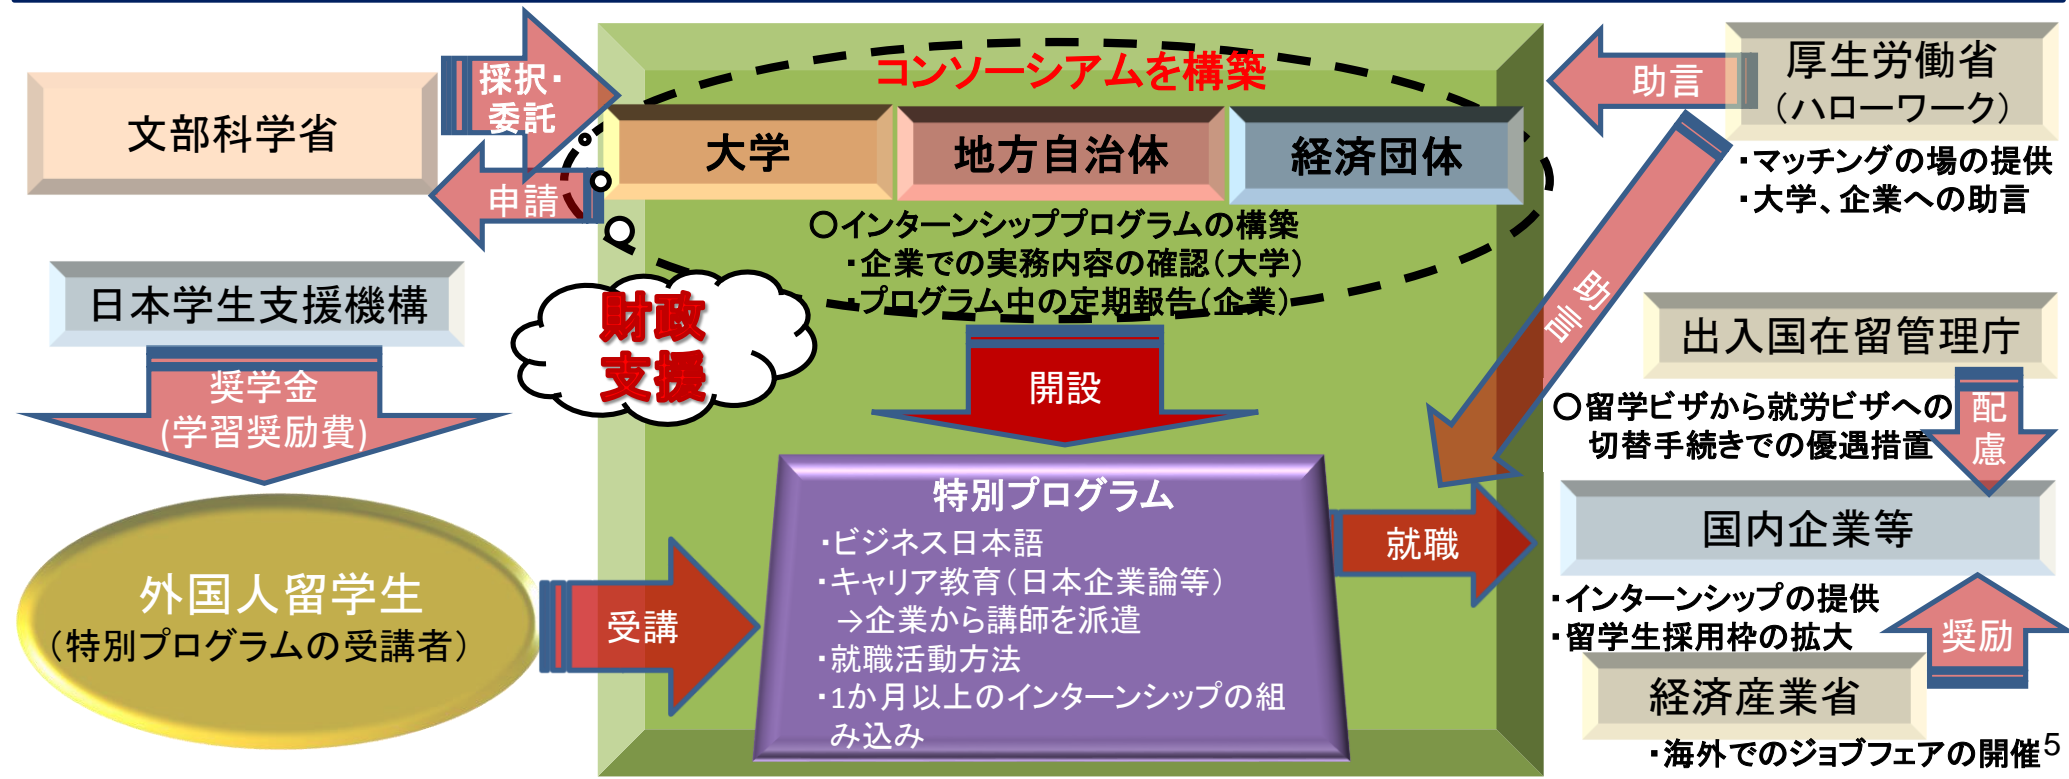 コンソーシアムを構築
文部科学省
採択・
委託
申請
大学
地方自治体
経済団体
助言
厚生労働省
（ハローワーク）
・マッチングの場の提供
・大学、企業への助言
○インターンシッププログラムの構築
・企業での実務内容の確認（大学）
・プログラム中の定期報告（企業）
日本学生支援機構
奨学金
(学習奨励費)
財政
支援
開設
助言
出入国在留管理庁
○留学ビザから就労ビザへの
切替手続きでの優遇措置
配
慮
外国人留学生
（特別プログラムの受講者）
受講
特別プログラム
・ビジネス日本語
・キャリア教育（日本企業論等）
→企業から講師を派遣
・就職活動方法
・1か月以上のインターンシップの組
み込み
就職
国内企業等
・インターンシップの提供
・留学生採用枠の拡大
奨励
経済産業省
・海外でのジョブフェアの開催
5